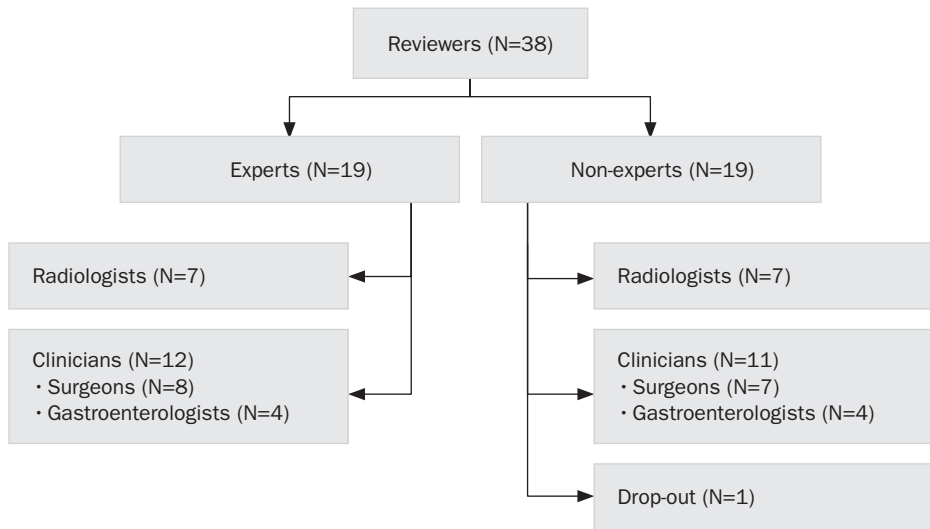 Reviewers (N=38)
Experts (N=19)
Non-experts (N=19)
Radiologists (N=7)
Clinicians (N=12)
· Surgeons (N=8)
· Gastroenterologists (N=4)
Radiologists (N=7)
Clinicians (N=11)
· Surgeons (N=7)
· Gastroenterologists (N=4)
Drop-out (N=1)